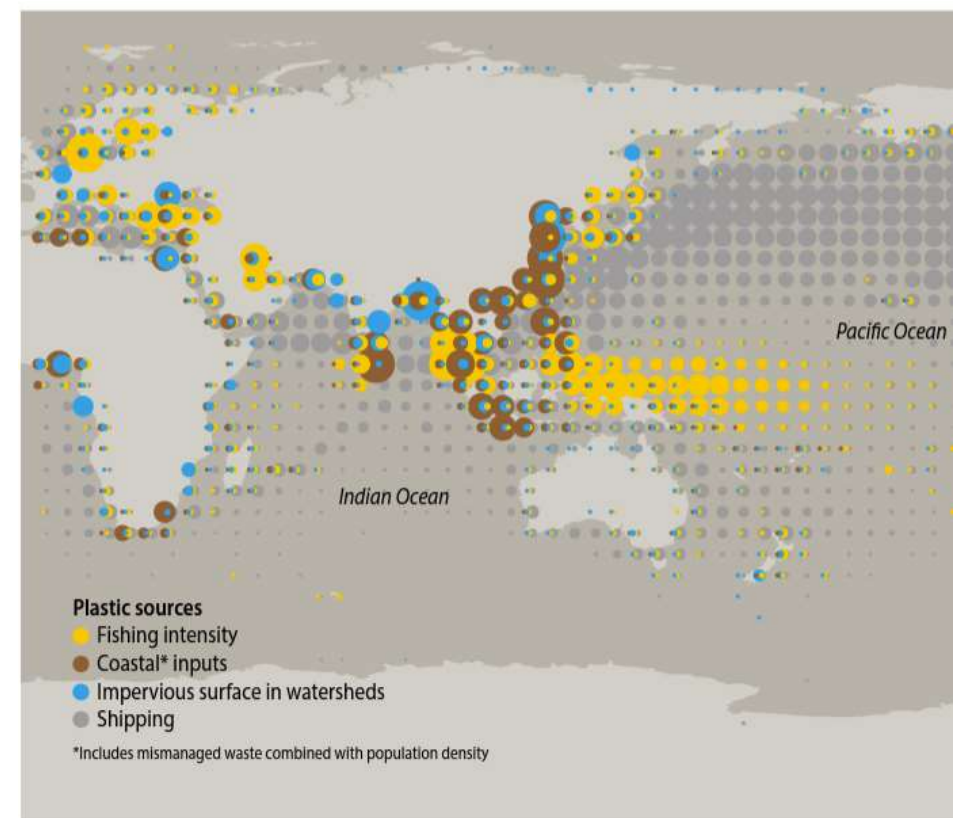 Pacific Ocean
Indian Ocean
Plastic sources
Fishing intensity
Coastal* inputs
Impervious surface in watersheds
Shipping
*Includes mismanaged waste combined with population density